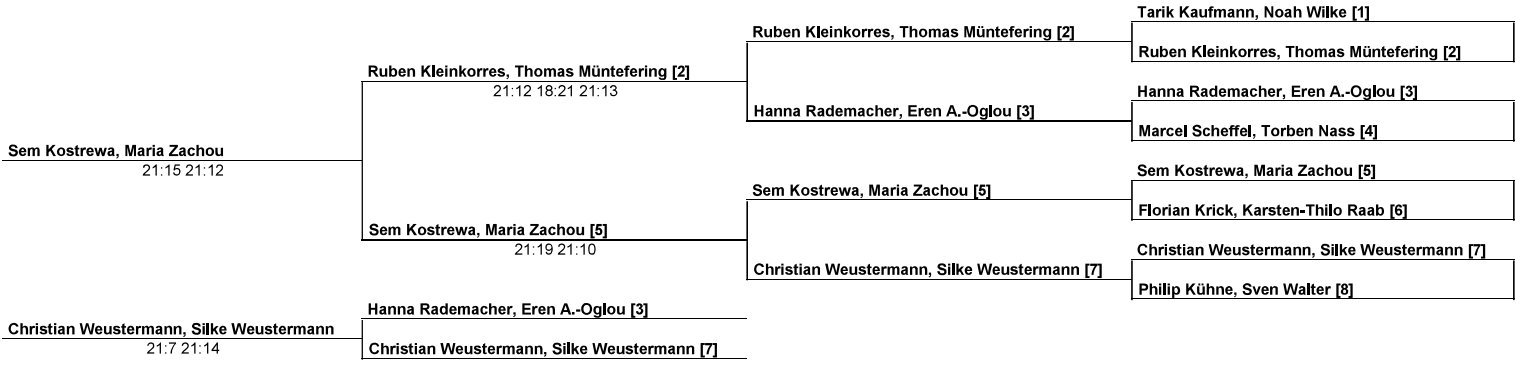 Tarik Kaufmann, Noah Wilke [1]
Ruben Kleinkorres, Thomas Müntefering [2]
Ruben Kleinkorres, Thomas Müntefering [2]
Ruben Kleinkorres, Thomas Müntefering [2]
21:12 18:21 21:13
Hanna Rademacher, Eren A.-Oglou [3]
Hanna Rademacher, Eren A.-Oglou [3]
Marcel Scheffel, Torben Nass [4]
Sem Kostrewa, Maria Zachou
21:15 21:12
Sem Kostrewa, Maria Zachou [5]
Sem Kostrewa, Maria Zachou [5]
Florian Krick, Karsten-Thilo Raab [6]
Sem Kostrewa, Maria Zachou [5]
21:19 21:10
Christian Weustermann, Silke Weustermann [7]
Christian Weustermann, Silke Weustermann [7]
Philip Kühne, Sven Walter [8]
Hanna Rademacher, Eren A.-Oglou [3]
Christian Weustermann, Silke Weustermann
21:7 21:14
Christian Weustermann, Silke Weustermann [7]